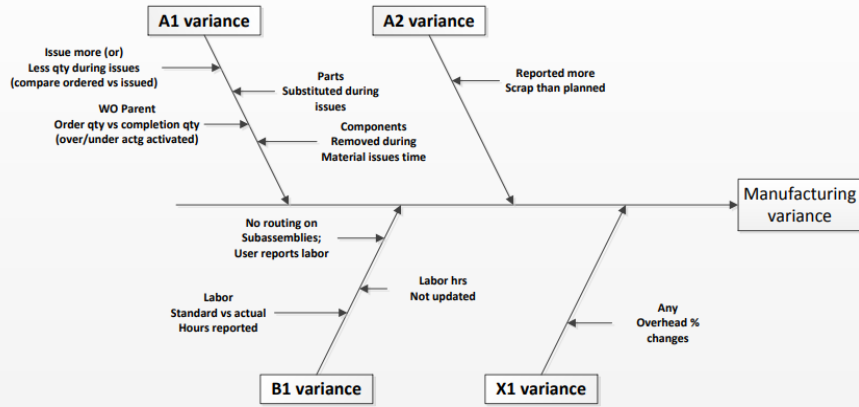 A1 variance
A2 variance
Issue more (or)
Less qty during issues
(compare ordered vs issued)
Parts
Substituted during
issues
WO Parent
Order qty vs completion qty
(over/under actg activated)
Components
Removed during
Material issues time
Reported more
Scrap than planned
Manufacturing
variance
No routing on
Subassemblies;
User reports labor
Labor hrs
Not updated
Labor
Standard vs actual
Hours reported
Any
Overhead %
changes
B1 variance
X1 variance